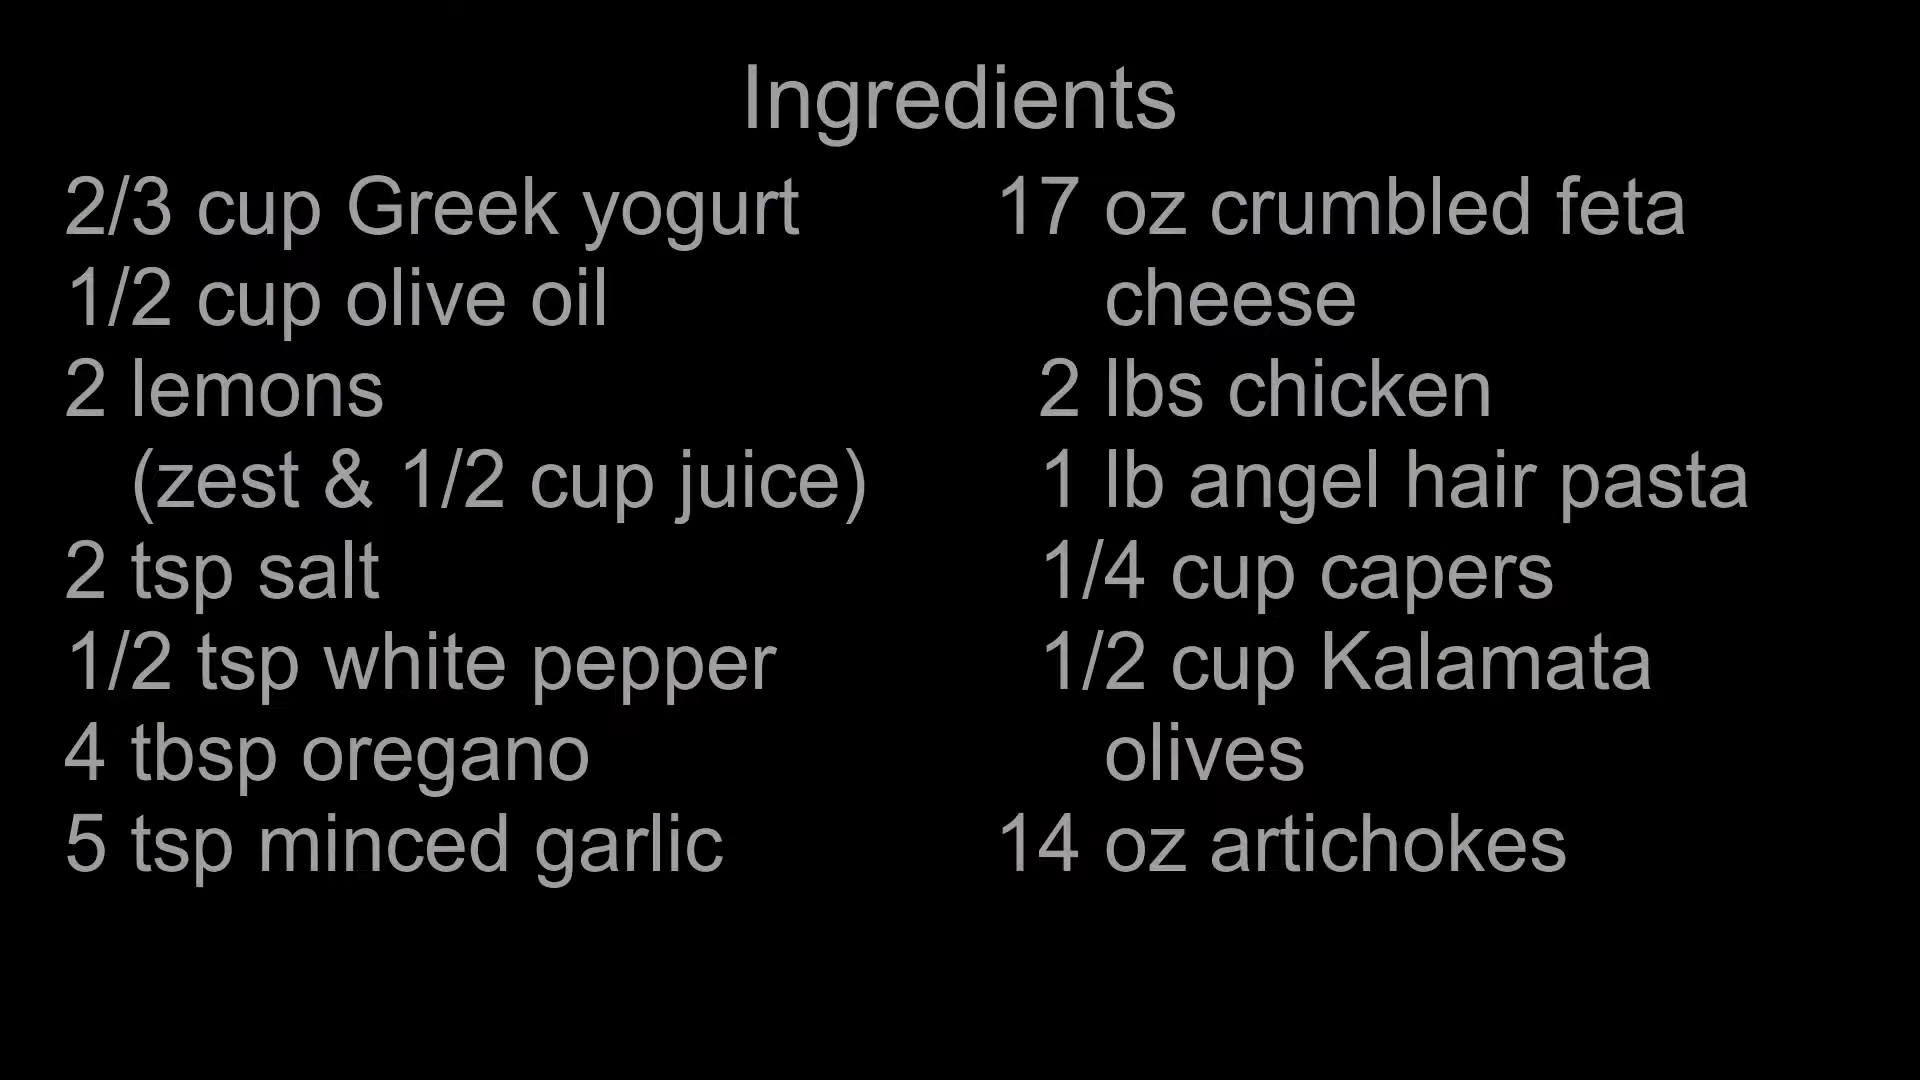 Ingredients
2/3 cup Greek yogurt
1/2 cup olive oil
2 lemons
(zest & 1/2 cup juice)
2 tsp salt
1/2 tsp white pepper
4 tbsp oregano
5 tsp minced garlic
17 oz crumbled feta
cheese
2 lbs chicken
1 lb angel hair pasta
1/4 cup capers
1/2 cup Kalamata
olives
14 oz artichokes